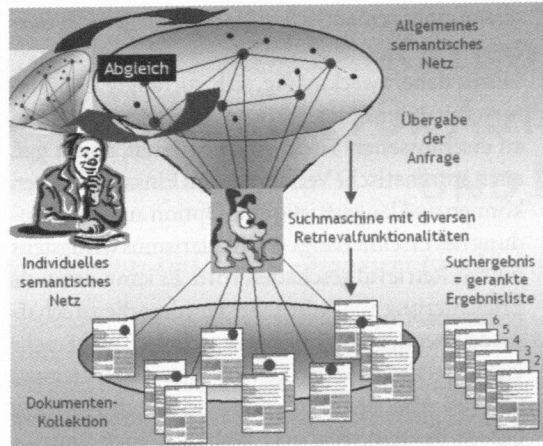 Allgemeines
semantisches
Netz
Abgleich
Übergabe
der
Anfrage
Suchmaschine mit diversen
Retrievalfunktionalitäten
Individuelles
semantisches
Netz
Suchergebnis
= gerankte
Ergebnisliste
6
5
4
3
2
Dokumenten-
Kollektion